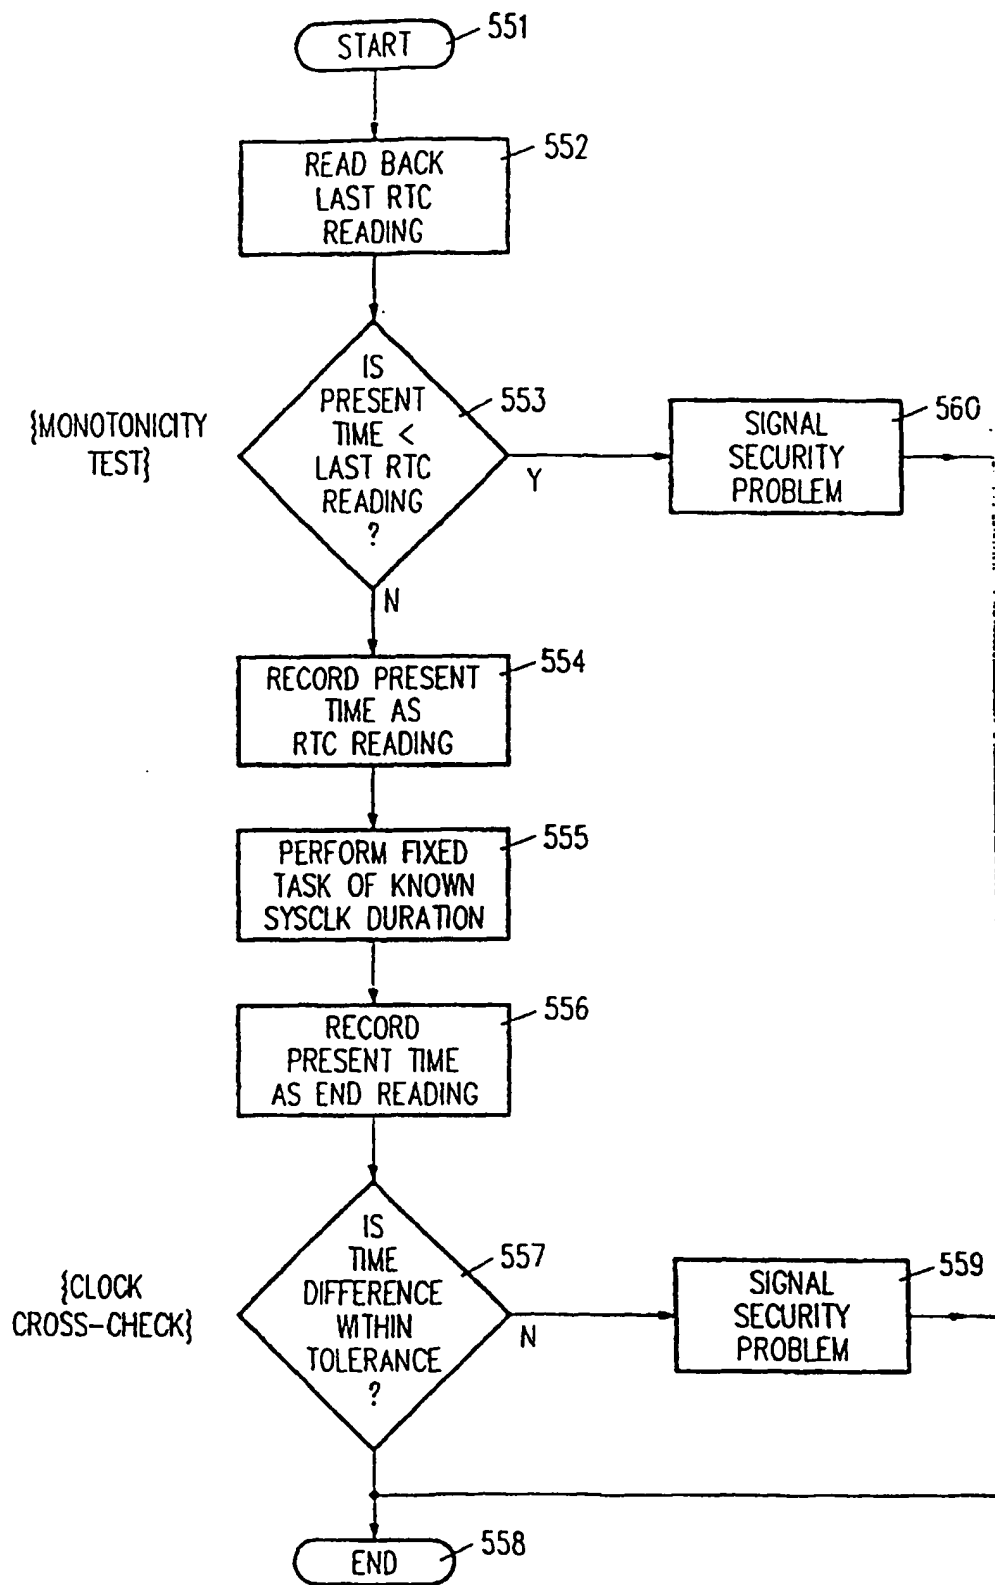 START
551
READ BACK
LAST RTC
READING
552
{MONOTONICITY
TEST}
IS
PRESENT
TIME <
LAST RTC
READING
?
553
Y
N
SIGNAL
SECURITY
PROBLEM
560
RECORD PRESENT
TIME AS
RTC READING
554
PERFORM FIXED
TASK OF KNOWN
SYSCLK DURATION
555
RECORD
PRESENT TIME
AS END READING
556
{CLOCK
CROSS-CHECK}
IS
TIME
DIFFERENCE
WITHIN
TOLERANCE
?
557
N
SIGNAL
SECURITY
PROBLEM
559
END
558